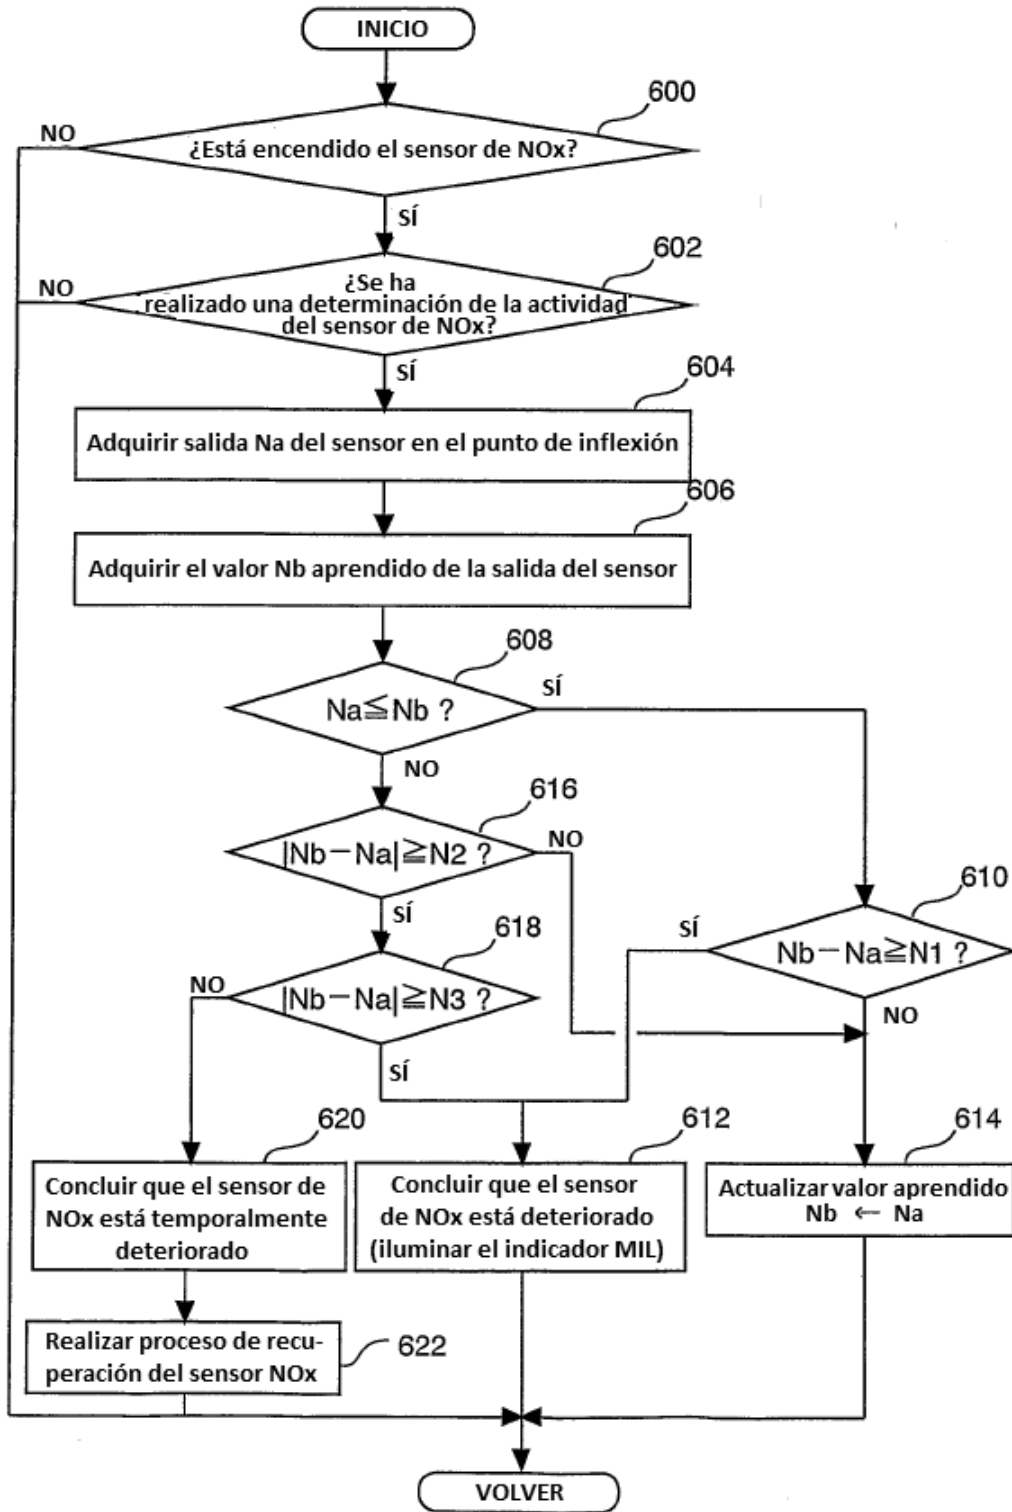 INICIO
600
NO
¿Está encendido el sensor de NOx?
SÍ
602
NO
¿Se ha
realizado una determinación de la actividad
del sensor de NOx?
SÍ
604
Adquirir salida Na del sensor en el punto de inflexión
606
Adquirir el valor Nb aprendido de la salida del sensor
608
SÍ
Na≦Nb ?
NO
616
NO
|Nb−Na|≧N2 ?
610
SÍ
SÍ
618
Nb−Na≧N1 ?
NO
|Nb−Na|≧N3 ?
NO
SÍ
620
612
614
Concluir que el sensor de
NOx está temporalmente
deteriorado
Concluir que el sensor
de NOx está deteriorado
(iluminar el indicador MIL)
Actualizar valor aprendido
Nb ← Na
Realizar proceso de recu-
peración del sensor NOx
622
VOLVER